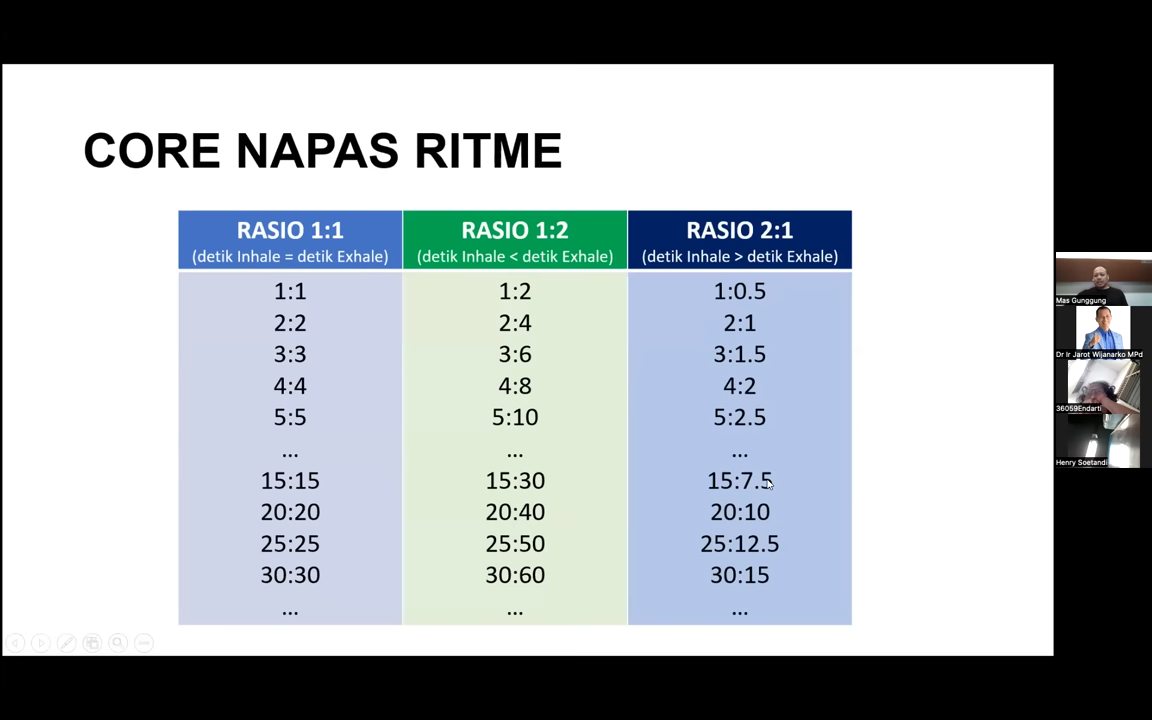 CORE NAPAS RITME
RASIO 1:1 RASIO 1:2 RASIO 2:1
(detik Inhale = detik Exhale) (detik Inhale < detik Exhale) (detik Inhale > detik Exhale)
1:1 1:2 1:0.5
2:2 2:4 2:1
3:3 3:6 3:1.5
4:4 4:8 4:2
5:5 5:10 5:2.5
... ... ...
15:15 15:30 15:7.5
20:20 20:40 20:10
25:25 25:50 25:12.5
30:30 30:60 30:15
... ... ...
Mas Gunggung
Dr Ir Jarot Wijanarko MPd
36059Endarti
Henry Soetandi